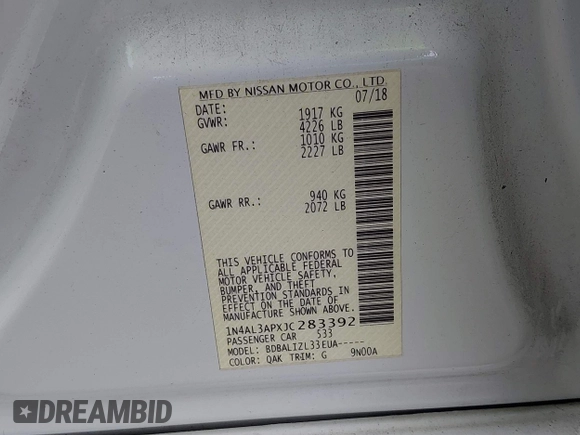 MFD BY NISSAN MOTOR CO., LTD.
DATE: 07/18
GVWR: 1917 KG
4226 LB
GAWR FR.: 1010 KG
2227 LB
GAWR RR.: 940 KG
2072 LB
THIS VEHICLE CONFORMS TO
ALL APPLICABLE FEDERAL
MOTOR VEHICLE SAFETY,
BUMPER, AND THEFT
PREVENTION STANDARDS IN
EFFECT ON THE DATE OF
MANUFACTURE SHOWN ABOVE.
1N4AL3APXJC283392
PASSENGER CAR 533
MODEL: BDBALIZL33EUA-----
COLOR: QAK TRIM: G 9N00A
DREAMBID